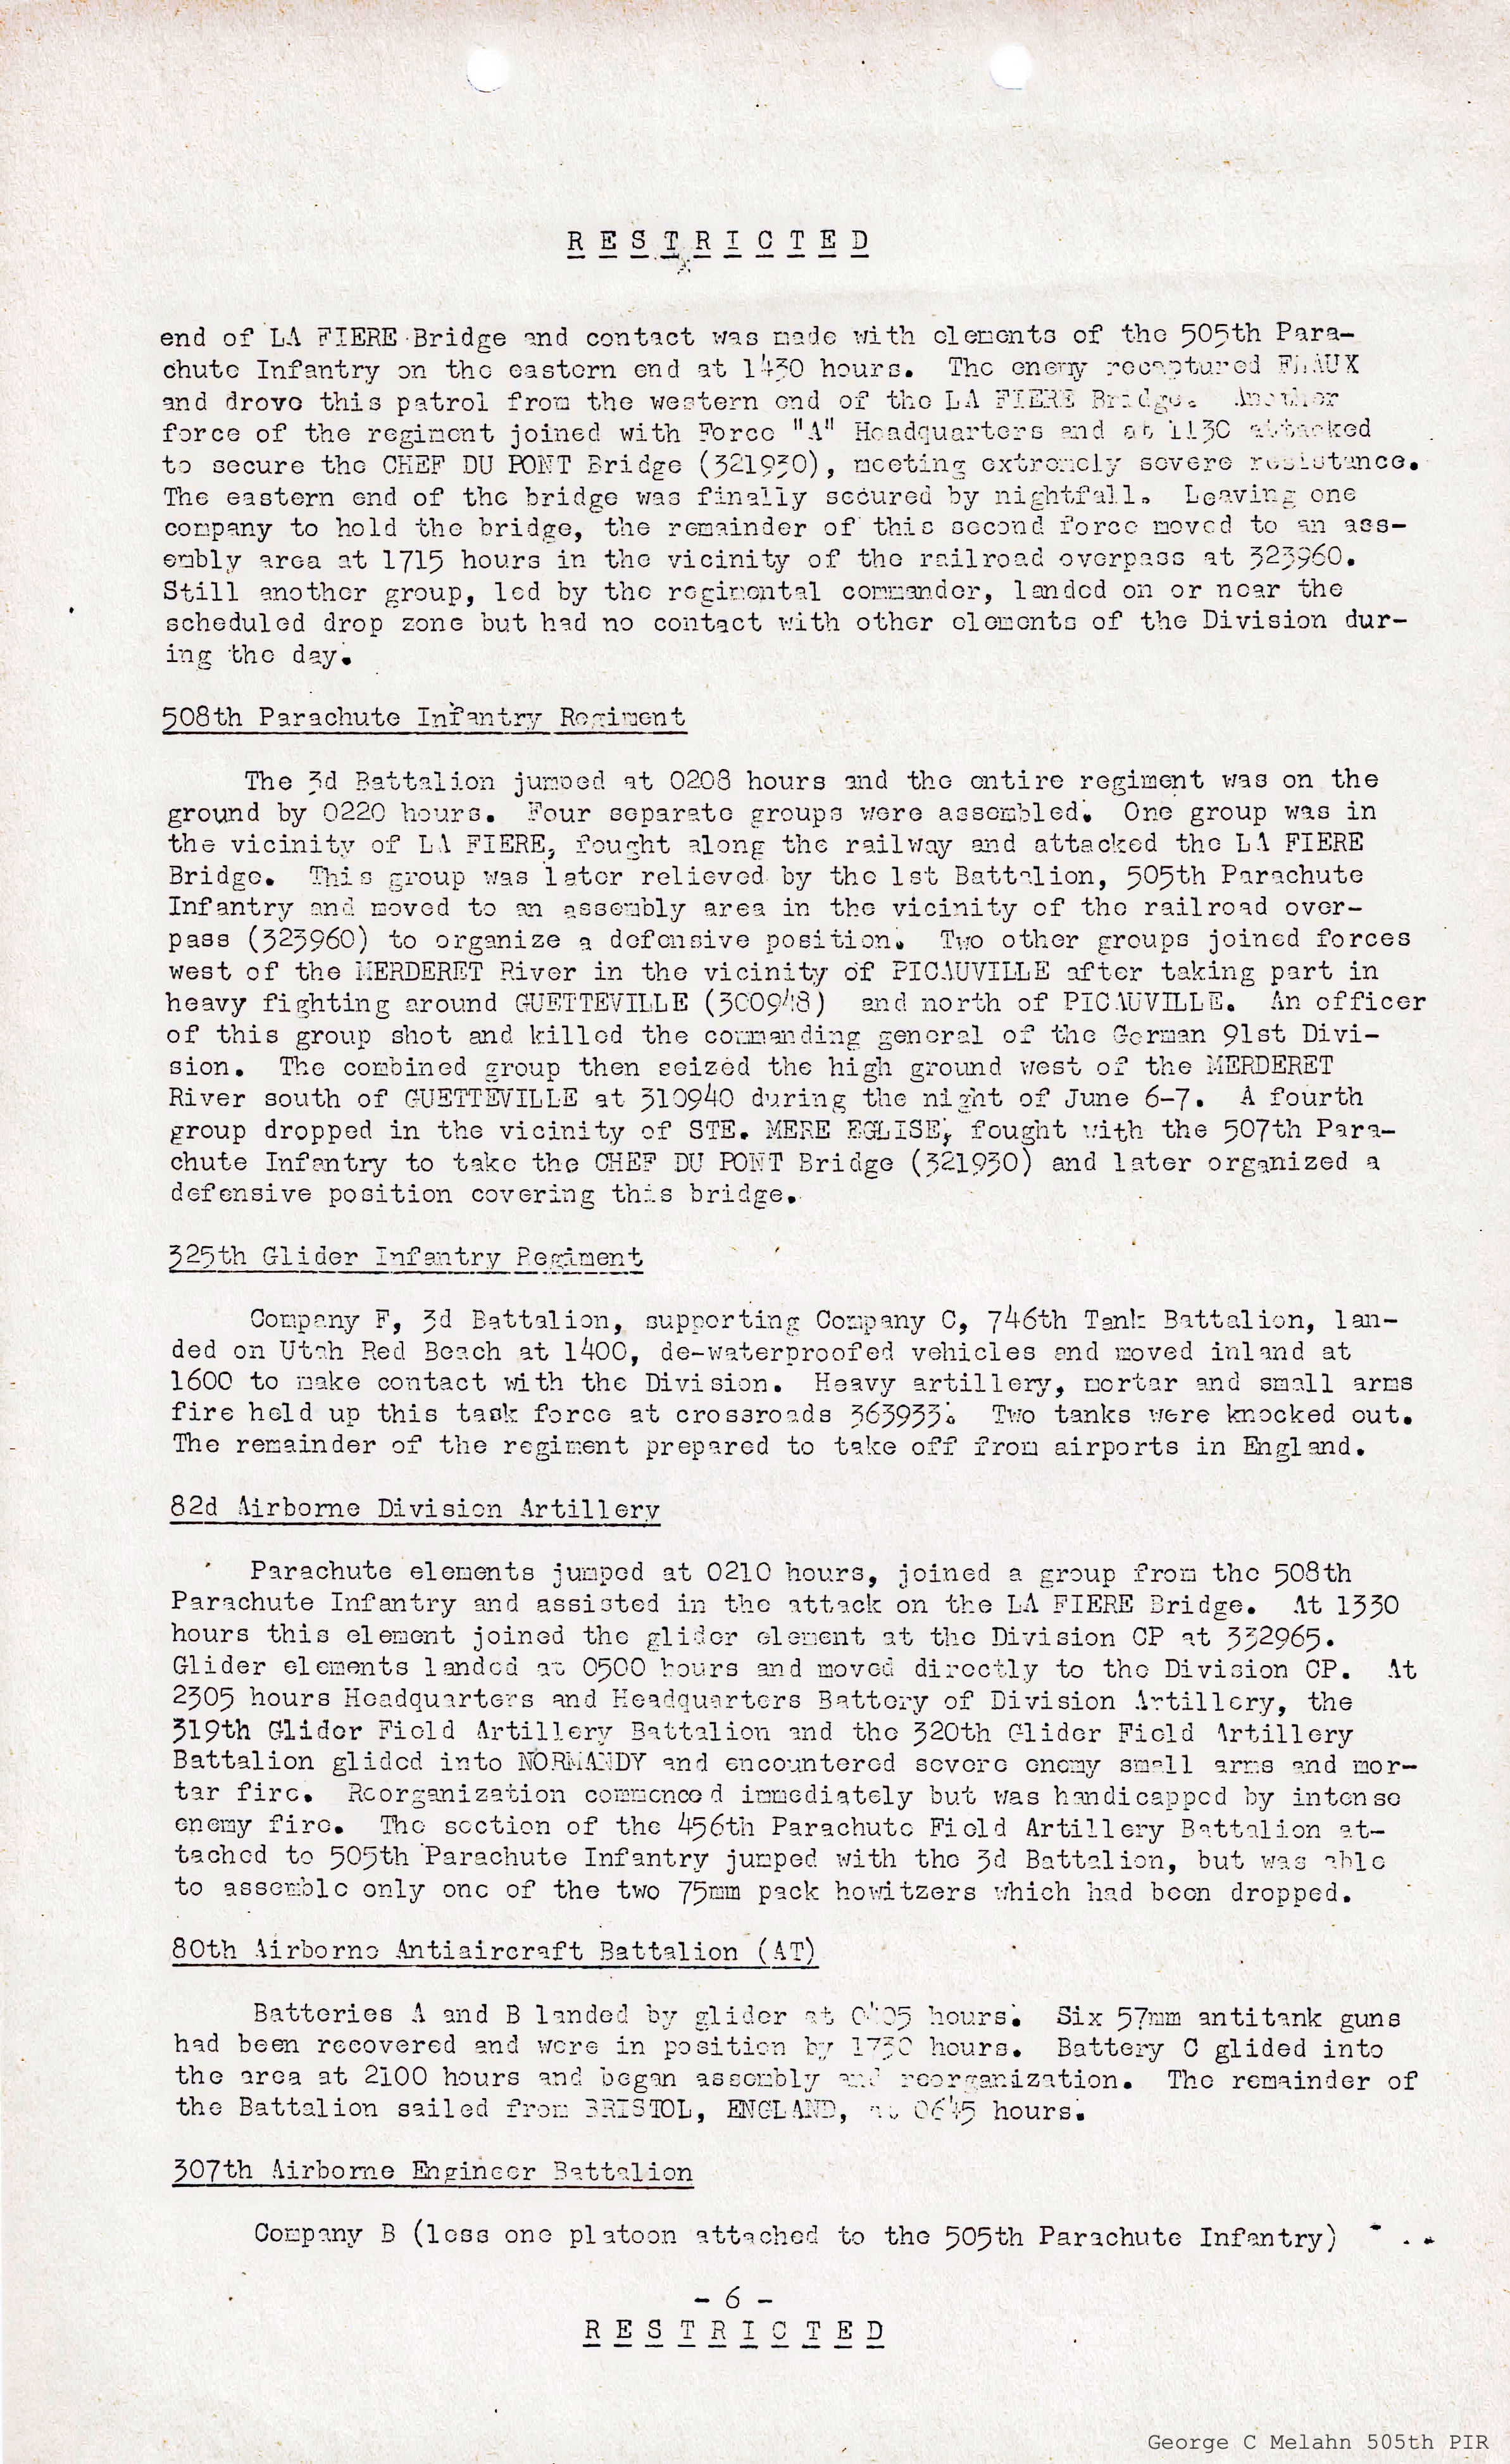 RESTRICTED
end of LA FIERE Bridge and contact was made with elements of the 505th Para-
chute Infantry on the eastern end at 1430 hours. The enemy recaptured
and drove this patrol from the western end of the LA FIERE Bridge. Another
force of the regiment joined with Force "A" Headquarters and at 1130 attacked
to secure the CHEF DU PONT Bridge (321930), meeting extremely severe resistance.
The eastern end of the bridge was finally secured by nightfall. Leaving one
company to hold the bridge, the remainder of this second force moved to an ass-
embly area at 1715 hours in the vicinity of the railroad overpass at 323960.
Still another group, led by the regimental commander, landed on or near the
scheduled drop zone but had no contact with other elements of the Division dur-
ing the day.
508th Parachute Infantry Regiment
The 3d Battalion jumped at 0208 hours and the entire regiment was on the
ground by 0220 hours. Four separate groups were assembled. One group was in
the vicinity of LA FIERE, fought along the railway and attacked the LA FIERE
Bridge. This group was later relieved by the 1st Battalion, 505th Parachute
Infantry and moved to an assembly area in the vicinity of the railroad over-
pass (323960) to organize a defensive position. Two other groups joined forces
west of the MERDERET River in the vicinity of PICAUVILLE after taking part in
heavy fighting around GUETTEVILLE (300948) and north of PICAUVILLE. An officer
of this group shot and killed the commanding general of the German 91st Divi-
sion. The combined group then seized the high ground west of the MERDERET
River south of GUETTEVILLE at 310940 during the night of June 6-7. A fourth
group dropped in the vicinity of STE. MERE EGLISE, fought with the 507th Para-
chute Infantry to take the CHEF DU PONT Bridge (321930) and later organized a
defensive position covering this bridge.
325th Glider Infantry Regiment
Company F, 3d Battalion, supporting Company C, 746th Tank Battalion, lan-
ded on Utah Red Beach at 1400, de-waterproofed vehicles and moved inland at
1600 to make contact with the Division. Heavy artillery, mortar and small arms
fire held up this task force at crossroads 363933. Two tanks were knocked out.
The remainder of the regiment prepared to take off from airports in England.
82d Airborne Division Artillery
Parachute elements jumped at 0210 hours, joined a group from the 508th
Parachute Infantry and assisted in the attack on the LA FIERE Bridge. At 1330
hours this element joined the glider element at the Division CP at 332965.
Glider elements landed at 0500 hours and moved directly to the Division CP. At
2305 hours Headquarters and Headquarters Battery of Division Artillery, the
319th Glider Field Artillery Battalion and the 320th Glider Field Artillery
Battalion glided into NORMANDY and encountered severe enemy small arms and mor-
tar fire. Reorganization commenced immediately but was handicapped by intense
enemy fire. The section of the 456th Parachute Field Artillery Battalion at-
tached to 505th Parachute Infantry jumped with the 3d Battalion, but was able
to assemble only one of the two 75mm pack howitzers which had been dropped.
80th Airborne Antiaircraft Battalion (AT)
Batteries A and B landed by glider at 0405 hours. Six 57mm antitank guns
had been recovered and were in position by 1730 hours. Battery C glided into
the area at 2100 hours and began assembly and reorganization. The remainder of
the Battalion sailed from BRISTOL, ENGLAND, at 0645 hours.
307th Airborne Engineer Battalion
Company B (less one platoon attached to the 505th Parachute Infantry)
- 6 -
RESTRICTED
George C Melahn 505th PIR